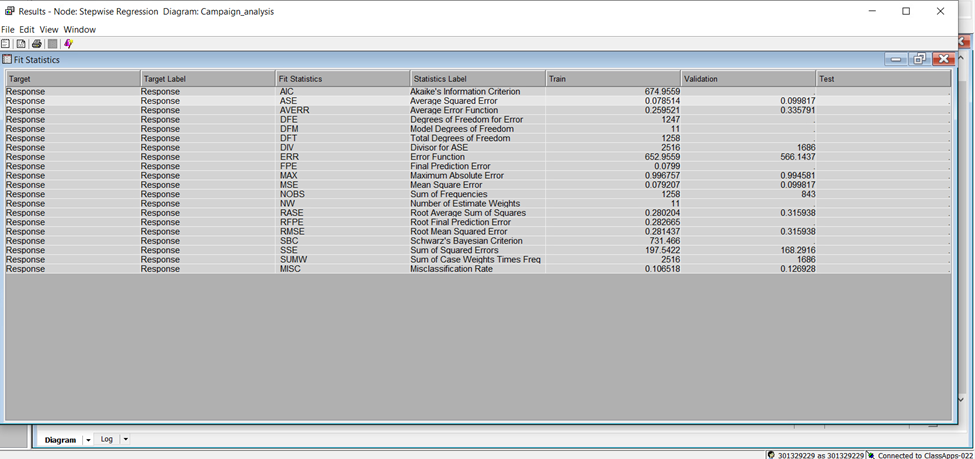 Results - Node: Stepwise Regression  Diagram: Campaign_analysis
File Edit View Window
Fit Statistics
Target Target Label Fit Statistics Statistics Label Train Validation Test
Response Response AIC Akaike's Information Criterion 674.9559 . .
Response Response ASE Average Squared Error 0.078514 0.099817 .
Response Response AVERR Average Error Function 0.259521 0.335791 .
Response Response DFE Degrees of Freedom for Error 1247 . .
Response Response DFM Model Degrees of Freedom 11 . .
Response Response DFT Total Degrees of Freedom 1258 . .
Response Response DIV Divisor for ASE 2516 1686 .
Response Response ERR Error Function 652.9559 566.1437 .
Response Response FPE Final Prediction Error 0.0799 . .
Response Response MAX Maximum Absolute Error 0.996757 0.994581 .
Response Response MSE Mean Square Error 0.079207 0.099817 .
Response Response NOBS Sum of Frequencies 1258 843 .
Response Response NW Number of Estimate Weights 11 . .
Response Response RASE Root Average Sum of Squares 0.280204 0.315938 .
Response Response RFPE Root Final Prediction Error 0.282665 . .
Response Response RMSE Root Mean Squared Error 0.281437 0.315938 .
Response Response SBC Schwarz's Bayesian Criterion 731.466 . .
Response Response SSE Sum of Squared Errors 197.5422 168.2916 .
Response Response SUMW Sum of Case Weights Times Freq 2516 1686 .
Response Response MISC Misclassification Rate 0.106518 0.126928 .
Diagram Log
301329229 as 301329229 Connected to ClassApps-022